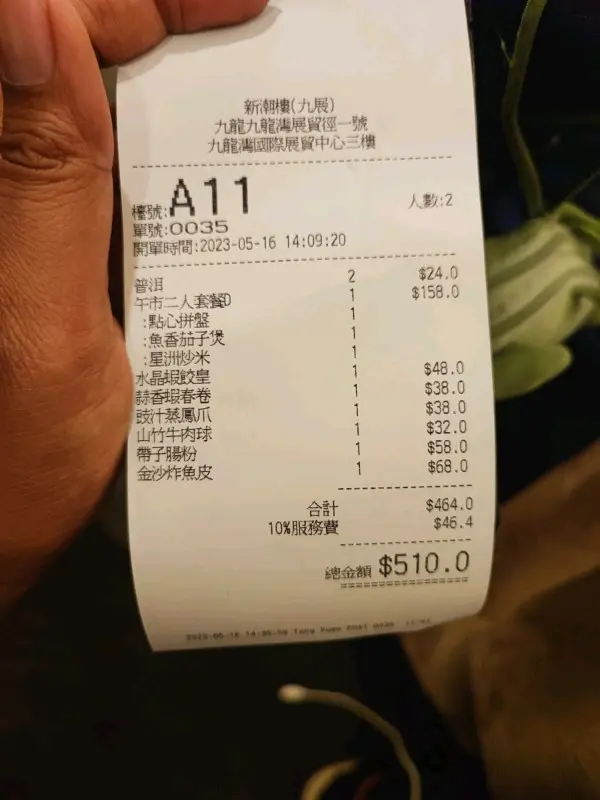 新潮樓(九展)
九龍九龍灣展貿徑一號
九龍灣國際展貿中心三樓
檯號:A11 人數:2
單號:0035
開單時間:2023-05-16 14:09:20
普洱 2 $24.0
午市二人套餐D 1 $158.0
:點心拼盤 1
:魚香茄子煲 1
:星洲炒米 1
水晶蝦餃皇 1 $48.0
蒜香蝦春卷 1 $38.0
豉汁蒸鳳爪 1 $38.0
山竹牛肉球 1 $32.0
帶子腸粉 1 $58.0
金沙炸魚皮 1 $68.0
合計 $464.0
10%服務費 $46.4
總金額 $510.0